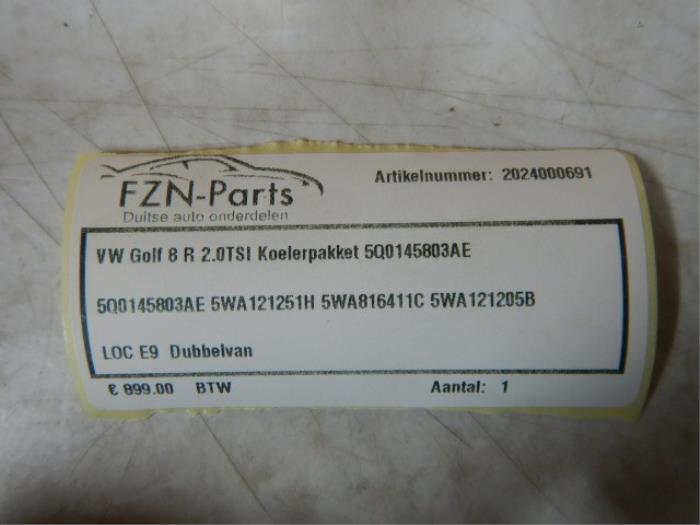 FZN-Parts
Duitse auto onderdelen
Artikelnummer: 2024000691
VW Golf 8 R 2.0TSI Koelerpakket 5Q0145803AE
5Q0145803AE 5WA121251H 5WA816411C 5WA121205B
LOC E9 Dubbelvan
€ 899.00 BTW Aantal: 1